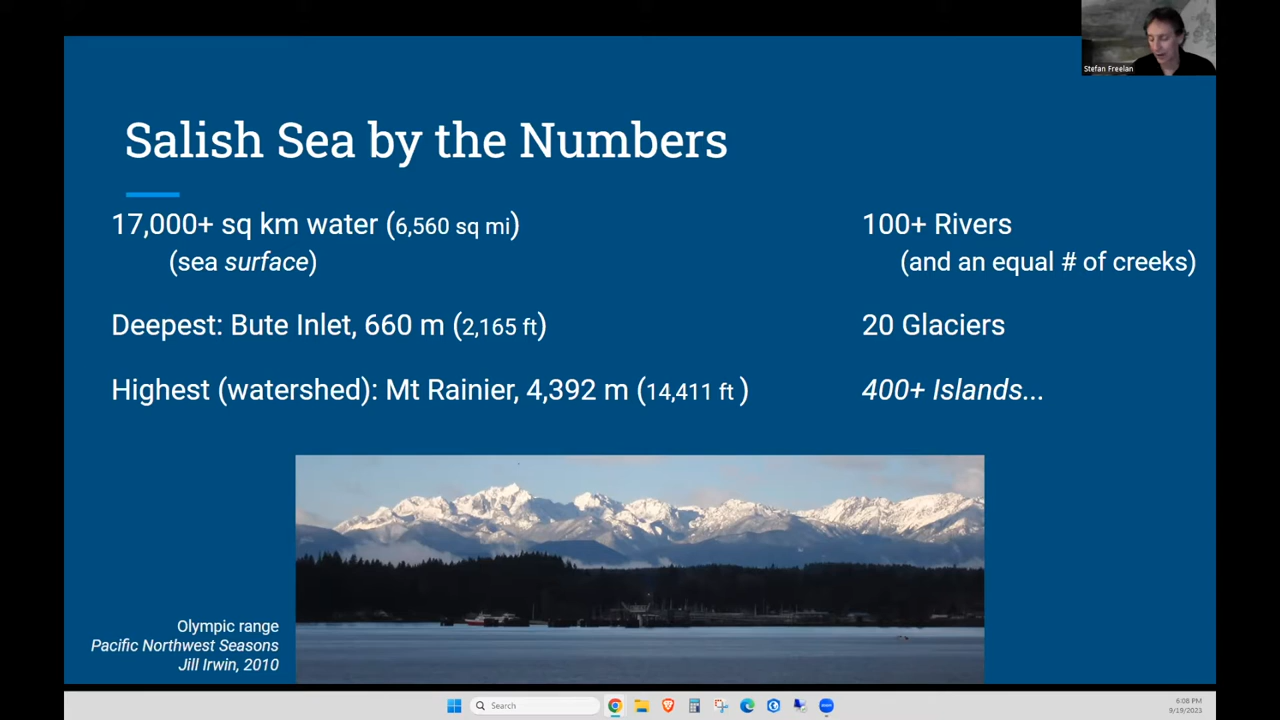 Stefan Freelan
Salish Sea by the Numbers
17,000+ sq km water (6,560 sq mi)
(sea surface)
Deepest: Bute Inlet, 660 m (2,165 ft)
Highest (watershed): Mt Rainier, 4,392 m (14,411 ft )
100+ Rivers
(and an equal # of creeks)
20 Glaciers
400+ Islands...
Olympic range
Pacific Northwest Seasons
Jill Irwin, 2010
Search
6:08 PM
9/19/2023